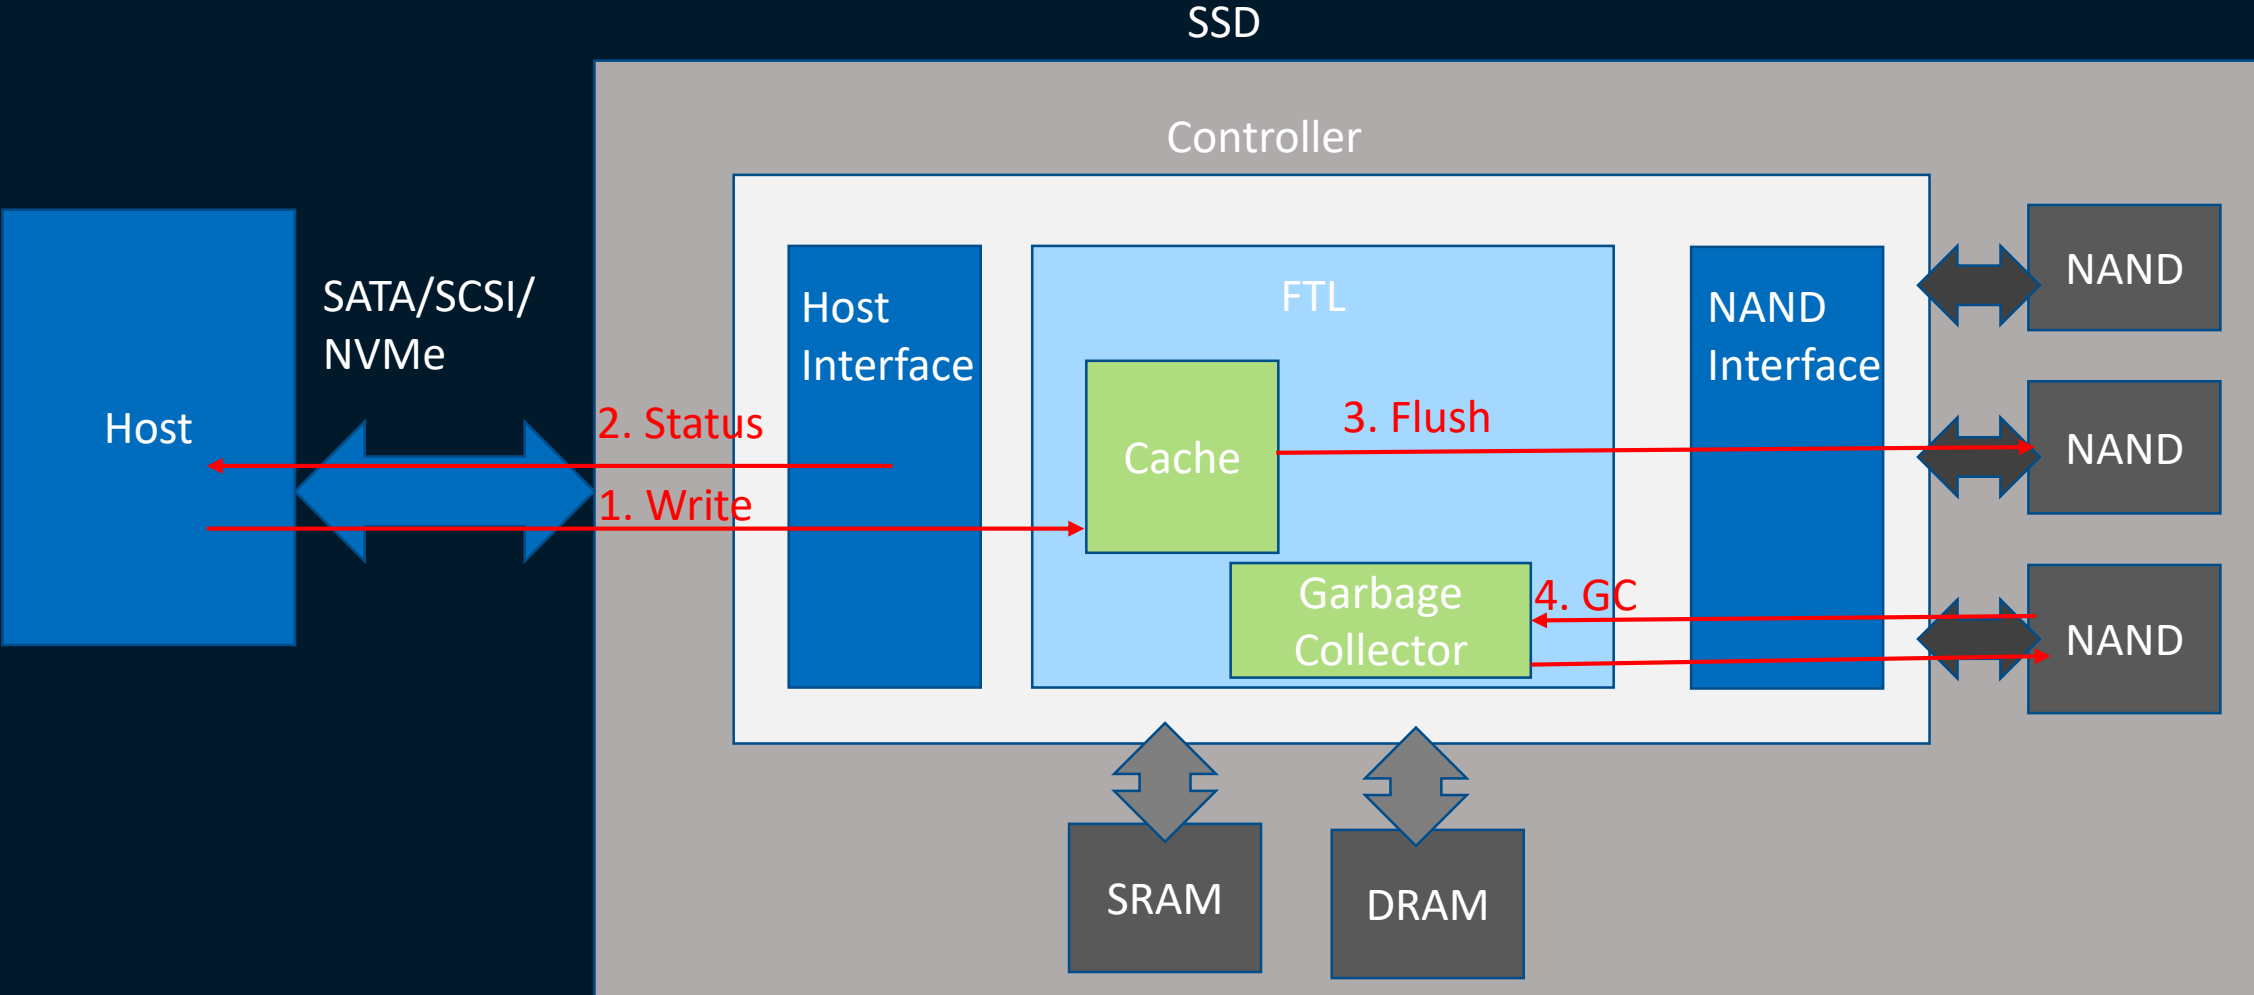 SSD
Controller
Host
SATA/SCSI/
NVMe
2. Status
1. Write
Host
Interface
FTL
Cache
3. Flush
Garbage
Collector
4. GC
NAND
Interface
NAND
NAND
NAND
SRAM
DRAM